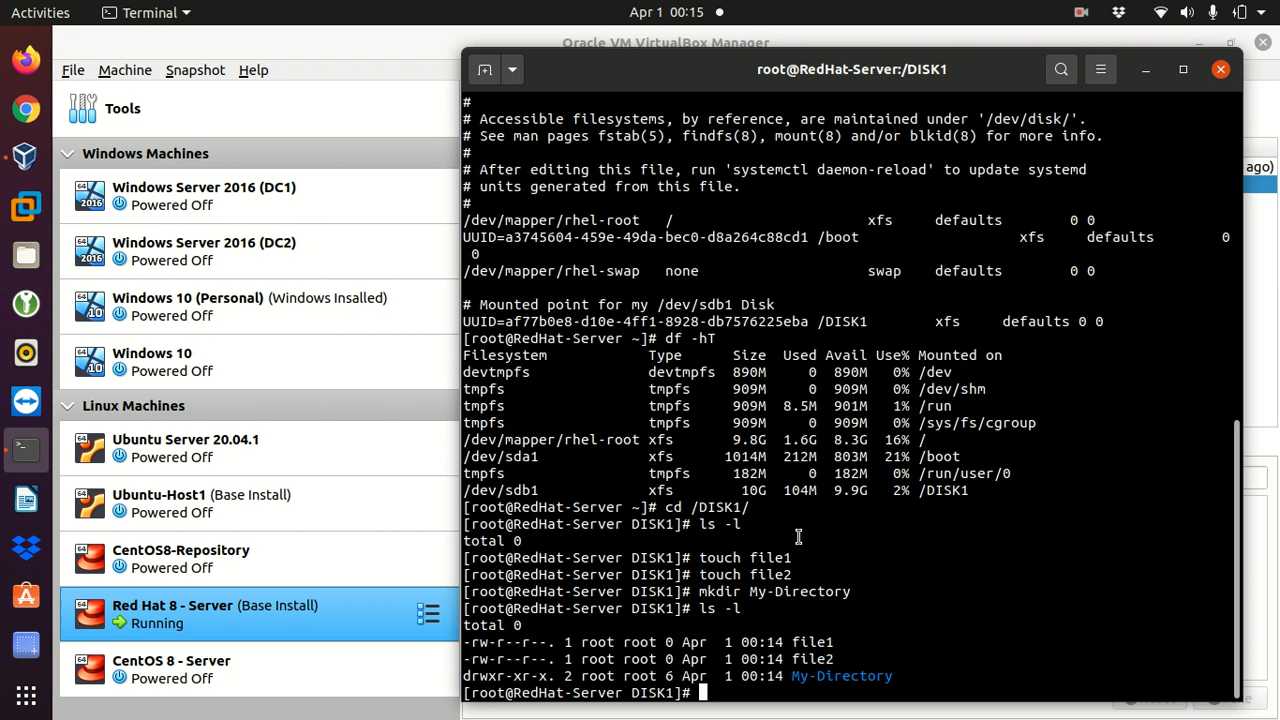 Activities
Terminal
Apr 1 00:15
Oracle VM VirtualBox Manager
File Machine Snapshot Help
Tools
Windows Machines
64 2016 Windows Server 2016 (DC1)
Powered Off
64 2016 Windows Server 2016 (DC2)
Powered Off
64 10 Windows 10 (Personal) (Windows Insalled)
Powered Off
64 10 Windows 10
Powered Off
Linux Machines
64 Ubuntu Server 20.04.1
Powered Off
64 Ubuntu-Host1 (Base Install)
Powered Off
64 CentOS8-Repository
Powered Off
64 Red Hat 8 - Server (Base Install)
Running
64 CentOS 8 - Server
Powered Off
ago)
root@RedHat-Server:/DISK1
#
# Accessible filesystems, by reference, are maintained under '/dev/disk/'.
# See man pages fstab(5), findfs(8), mount(8) and/or blkid(8) for more info.
#
# After editing this file, run 'systemctl daemon-reload' to update systemd
# units generated from this file.
#
/dev/mapper/rhel-root / xfs defaults 0 0
UUID=a3745604-459e-49da-bec0-d8a264c88cd1 /boot xfs defaults 0
0
/dev/mapper/rhel-swap none swap defaults 0 0
# Mounted point for my /dev/sdb1 Disk
UUID=af77b0e8-d10e-4ff1-8928-db7576225eba /DISK1 xfs defaults 0 0
[root@RedHat-Server ~]# df -hT
Filesystem Type Size Used Avail Use% Mounted on
devtmpfs devtmpfs 890M 0 890M 0% /dev
tmpfs tmpfs 909M 0 909M 0% /dev/shm
tmpfs tmpfs 909M 8.5M 901M 1% /run
tmpfs tmpfs 909M 0 909M 0% /sys/fs/cgroup
/dev/mapper/rhel-root xfs 9.8G 1.6G 8.3G 16% /
/dev/sda1 xfs 1014M 212M 803M 21% /boot
tmpfs tmpfs 182M 0 182M 0% /run/user/0
/dev/sdb1 xfs 10G 104M 9.9G 2% /DISK1
[root@RedHat-Server ~]# cd /DISK1/
[root@RedHat-Server DISK1]# ls -l
total 0
[root@RedHat-Server DISK1]# touch file1
[root@RedHat-Server DISK1]# touch file2
[root@RedHat-Server DISK1]# mkdir My-Directory
[root@RedHat-Server DISK1]# ls -l
total 0
-rw-r--r--. 1 root root 0 Apr 1 00:14 file1
-rw-r--r--. 1 root root 0 Apr 1 00:14 file2
drwxr-xr-x. 2 root root 6 Apr 1 00:14 My-Directory
[root@RedHat-Server DISK1]#